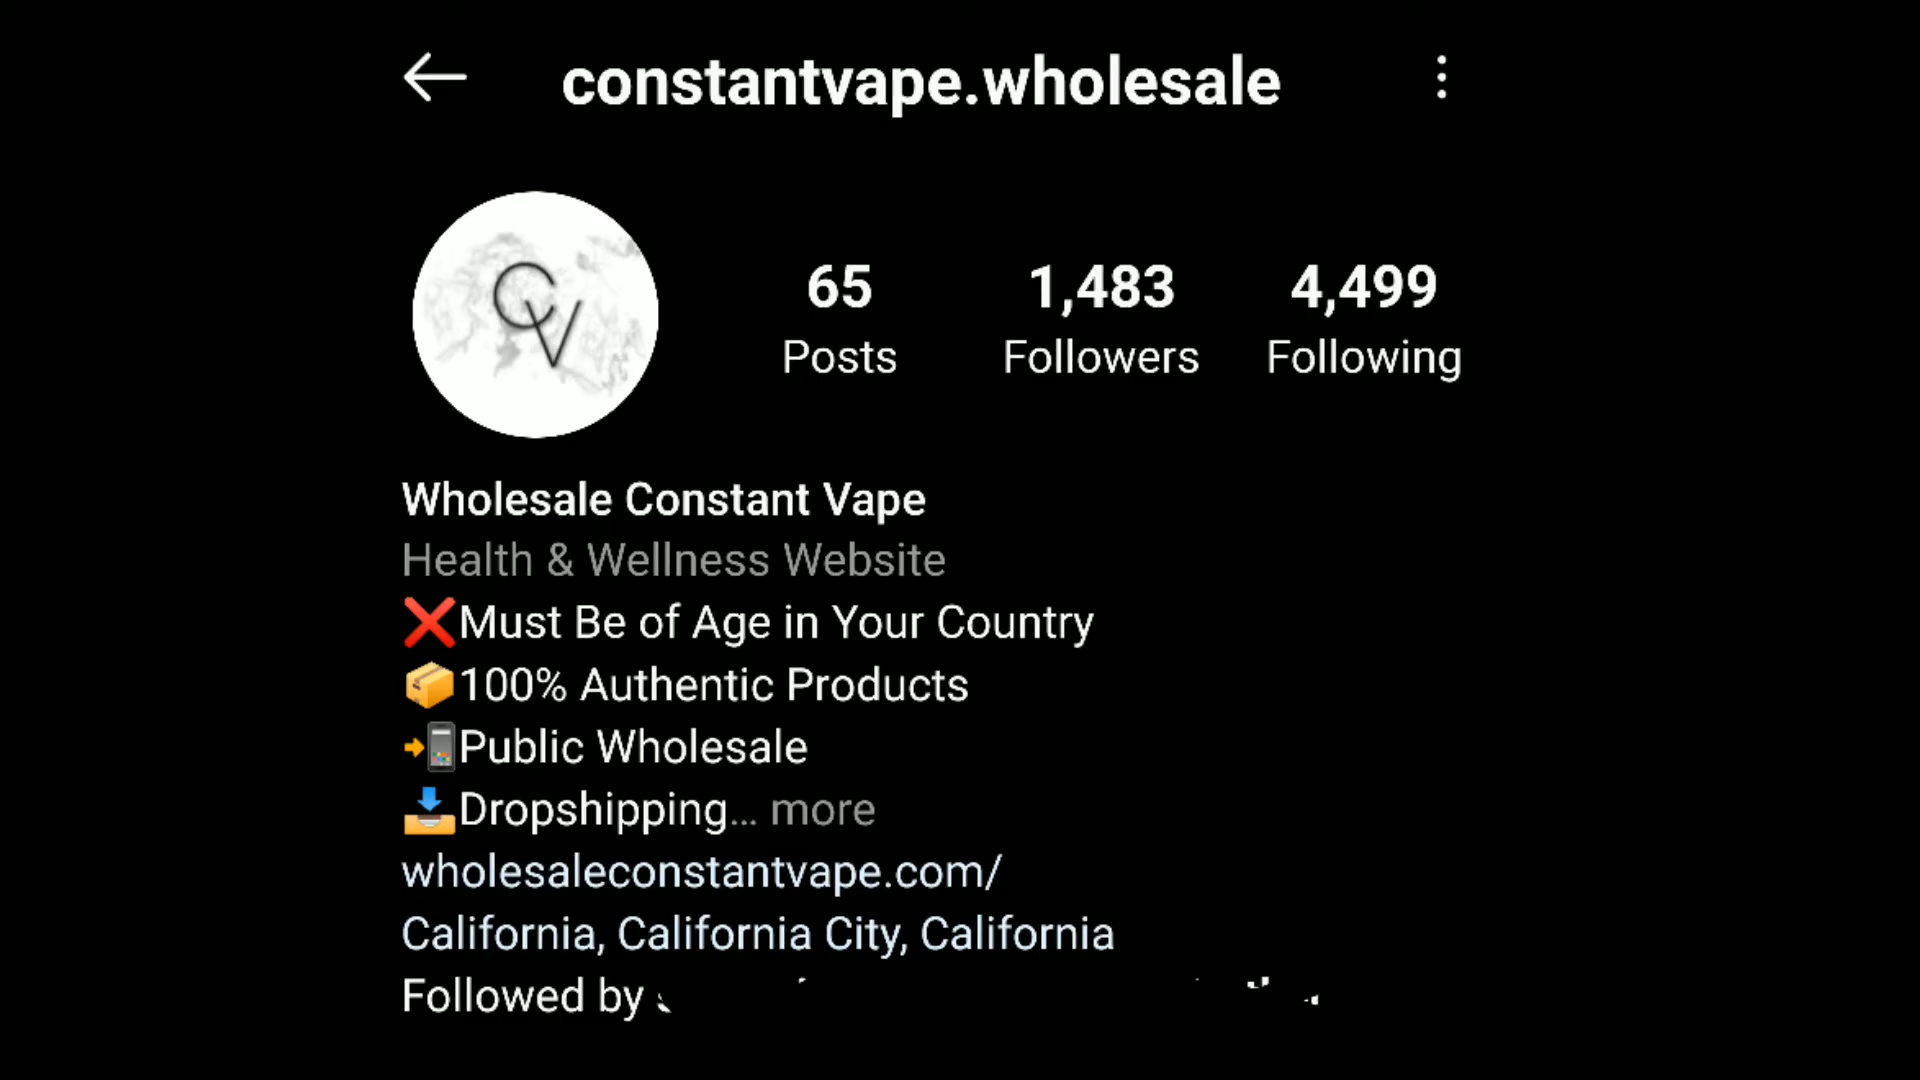 constantvape.wholesale
CV
65 1,483 4,499
Posts Followers Following
Wholesale Constant Vape
Health & Wellness Website
❌Must Be of Age in Your Country
📦100% Authentic Products
📲Public Wholesale
📥Dropshipping... more
wholesaleconstantvape.com/
California, California City, California
Followed by